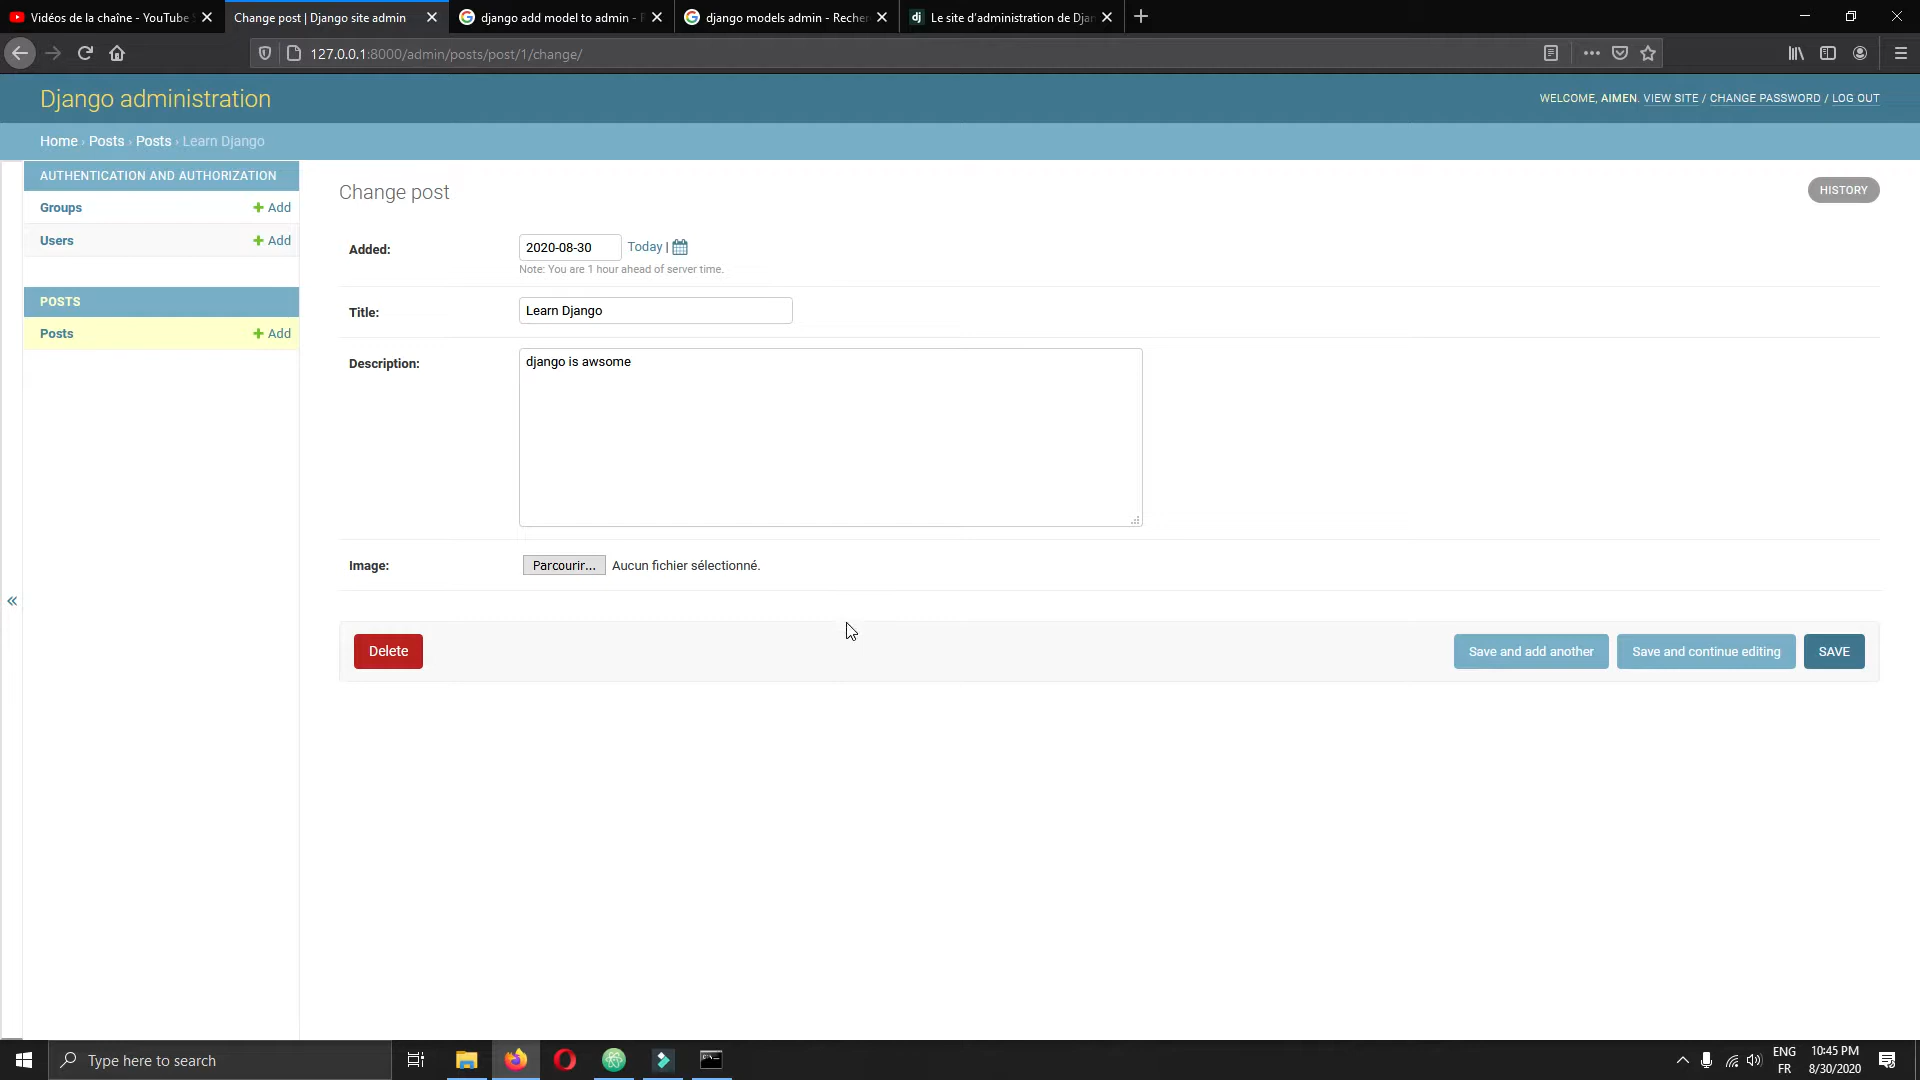 Vidéos de la chaîne - YouTube
Change post | Django site admin
django add model to admin -
django models admin - Recher
dj Le site d'administration de Djan
127.0.0.1:8000/admin/posts/post/1/change/
Django administration
WELCOME, AIMEN. VIEW SITE / CHANGE PASSWORD / LOG OUT
Home › Posts › Posts › Learn Django
AUTHENTICATION AND AUTHORIZATION
Groups + Add
Users + Add
POSTS
Posts + Add
«
Change post
HISTORY
Added: 2020-08-30 Today |
Note: You are 1 hour ahead of server time.
Title: Learn Django
Description: django is awsome
Image: Parcourir... Aucun fichier sélectionné.
Delete
Save and add another
Save and continue editing
SAVE
Type here to search
ENG
FR
10:45 PM
8/30/2020